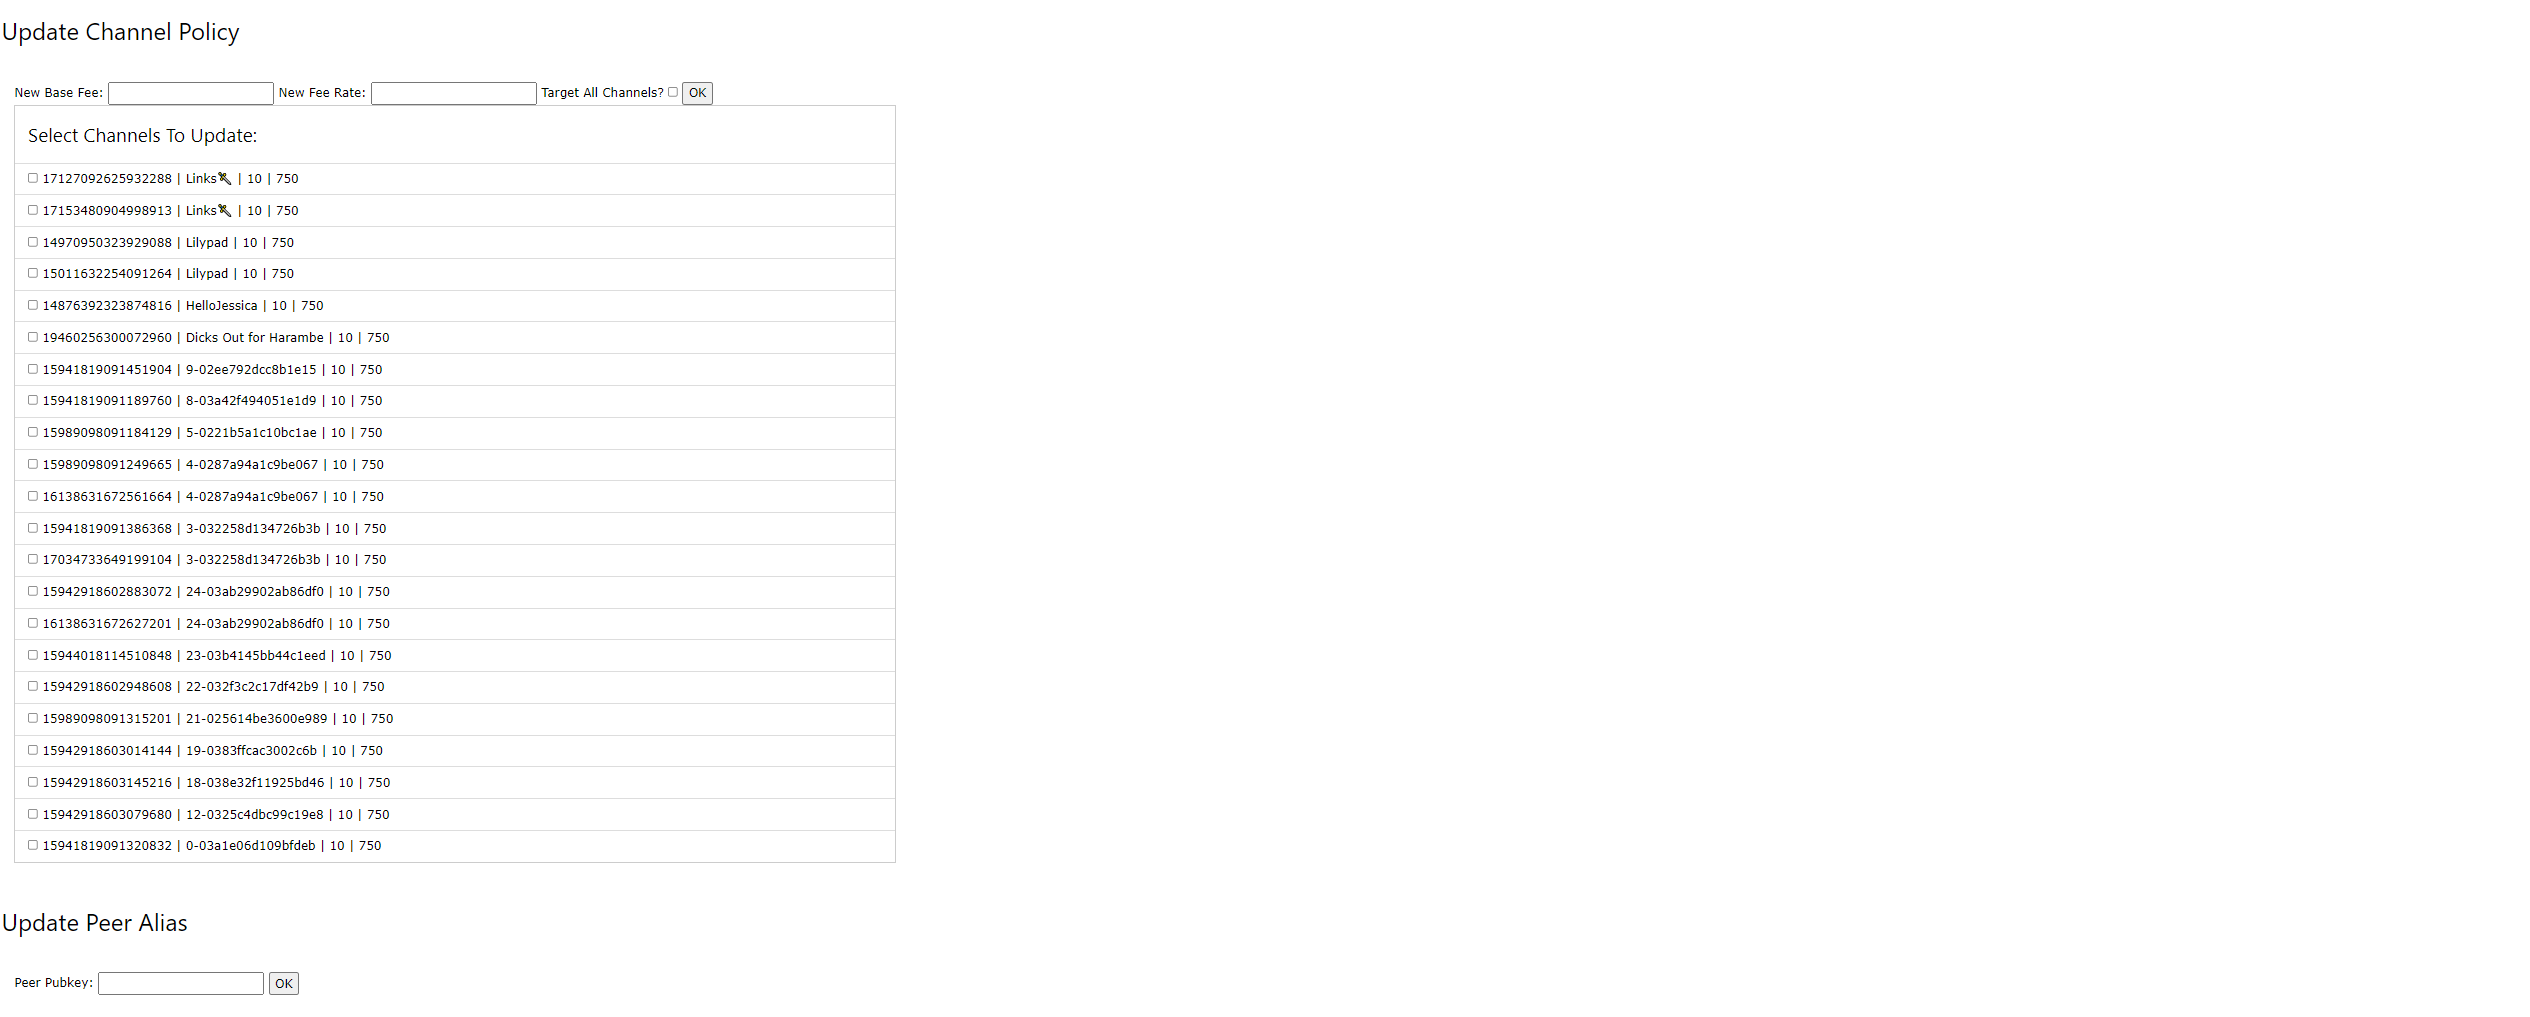 Update Channel Policy
New Base Fee: New Fee Rate: Target All Channels? OK
Select Channels To Update:
17127092625932288 | Links🗡 | 10 | 750
17153480904998913 | Links🗡 | 10 | 750
14970950323929088 | Lilypad | 10 | 750
15011632254091264 | Lilypad | 10 | 750
14876392323874816 | HelloJessica | 10 | 750
19460256300072960 | Dicks Out for Harambe | 10 | 750
15941819091451904 | 9-02ee792dcc8b1e15 | 10 | 750
15941819091189760 | 8-03a42f494051e1d9 | 10 | 750
15989098091184129 | 5-0221b5a1c10bc1ae | 10 | 750
15989098091249665 | 4-0287a94a1c9be067 | 10 | 750
16138631672561664 | 4-0287a94a1c9be067 | 10 | 750
15941819091386368 | 3-032258d134726b3b | 10 | 750
17034733649199104 | 3-032258d134726b3b | 10 | 750
15942918602883072 | 24-03ab29902ab86df0 | 10 | 750
16138631672627201 | 24-03ab29902ab86df0 | 10 | 750
15944018114510848 | 23-03b4145bb44c1eed | 10 | 750
15942918602948608 | 22-032f3c2c17df42b9 | 10 | 750
15989098091315201 | 21-025614be3600e989 | 10 | 750
15942918603014144 | 19-0383ffcac3002c6b | 10 | 750
15942918603145216 | 18-038e32f11925bd46 | 10 | 750
15942918603079680 | 12-0325c4dbc99c19e8 | 10 | 750
15941819091320832 | 0-03a1e06d109bfdeb | 10 | 750
Update Peer Alias
Peer Pubkey: OK